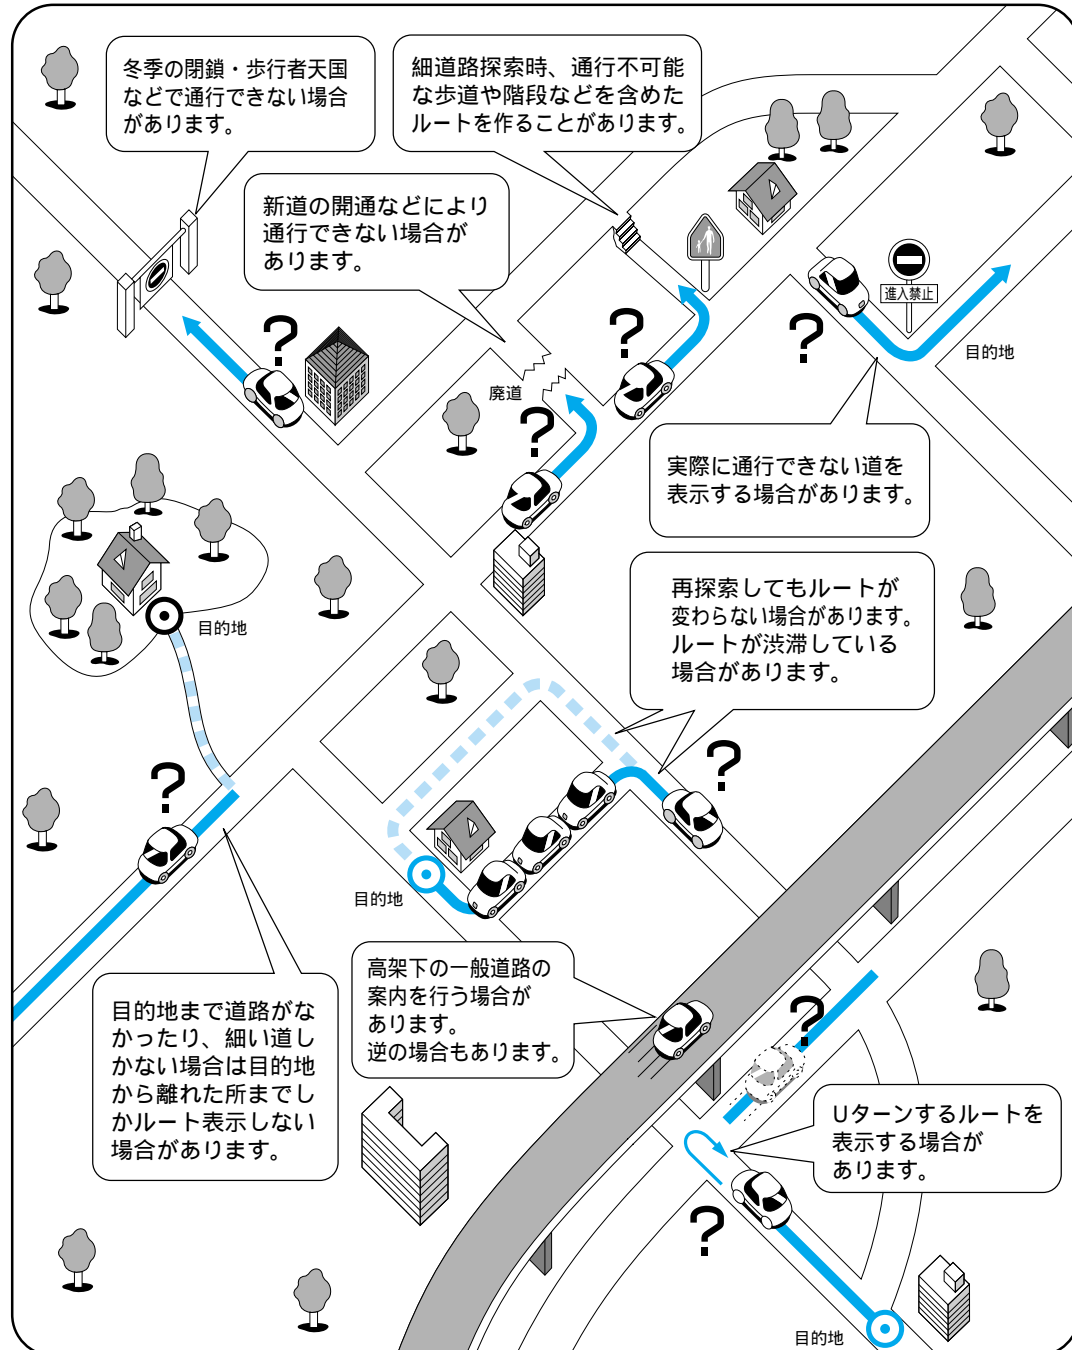 冬季の閉鎖・歩行者天国
などで通行できない場合
があります。
細道路探索時、通行不可能
な歩道や階段などを含めた
ルートを作ることがあります。
新道の開通などにより
通行できない場合が
あります。
進入禁止
目的地
廃道
実際に通行できない道を
表示する場合があります。
目的地
再探索してもルートが
変わらない場合があります。
ルートが渋滞している
場合があります。
目的地
高架下の一般道路の
案内を行う場合が
あります。
逆の場合もあります。
目的地まで道路がな
かったり、細い道し
かない場合は目的地
から離れた所までし
かルート表示しない
場合があります。
Uターンするルートを
表示する場合が
あります。
目的地